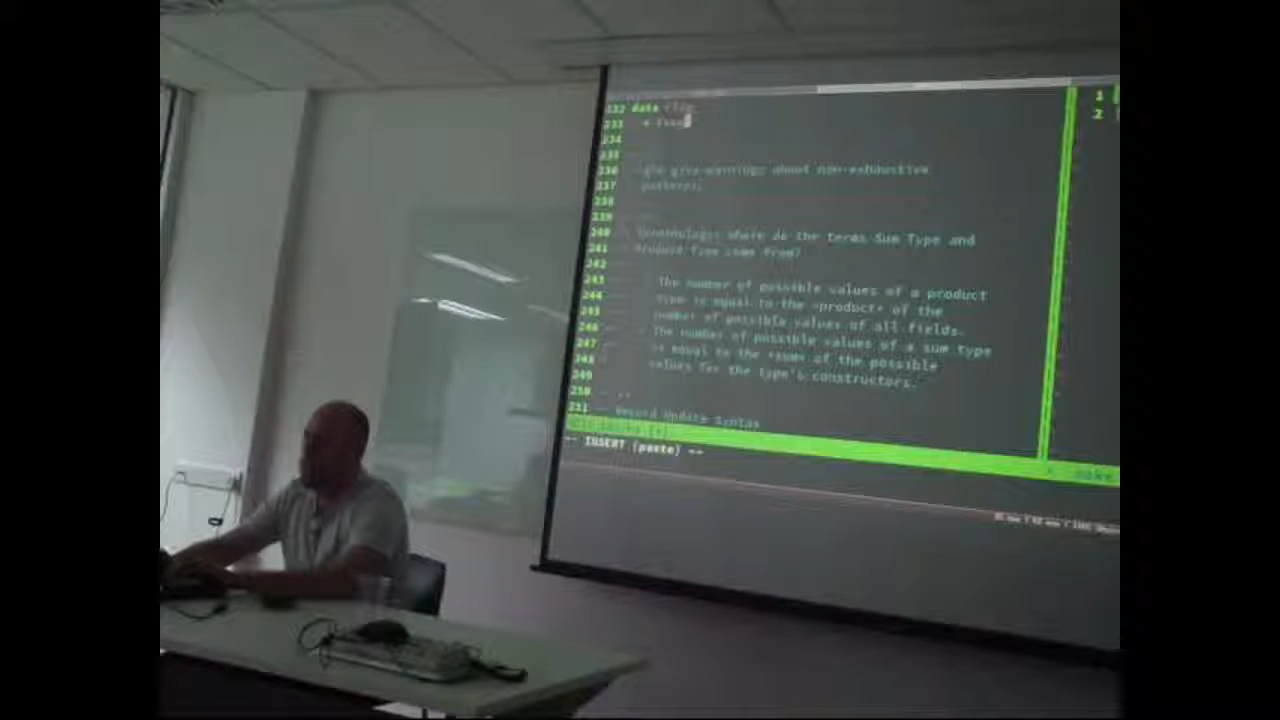 1
2
232 data
233
234
235
236 ghc give warnings about non-exhaustive
237 patterns.
238
239
240 Terminology: where do the terms Sum Type and
241 Product Type come from?
242
243 The number of possible values of a product
244 type is equal to the *product* of the
245 number of possible values of all fields.
246 The number of possible values of a sum type
247 is equal to the *sum* of the possible
248 values for the type's constructors.
249
250 --
251 -- Record Update Syntax
-- INSERT (paste) --